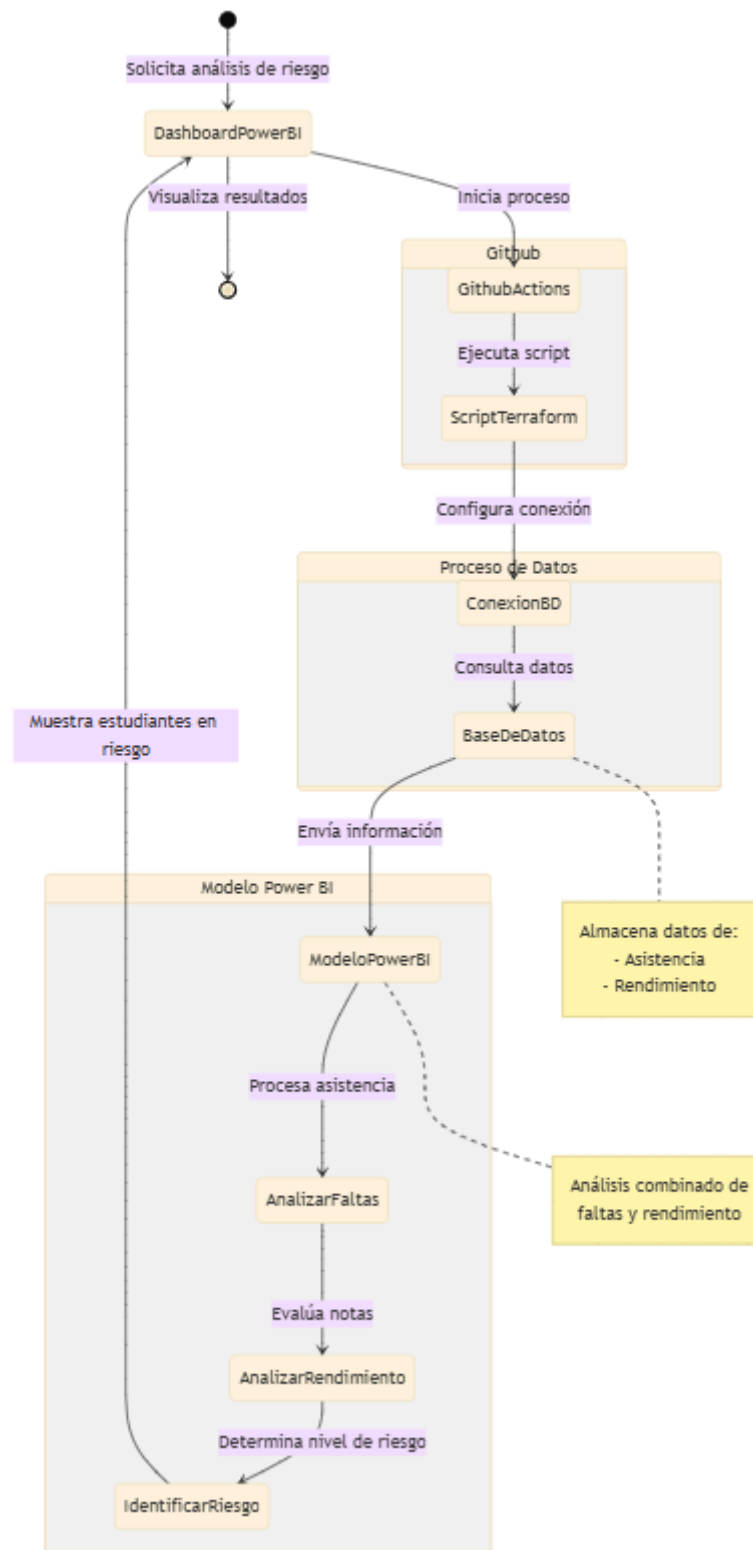 Solicita análisis de riesgo
DashboardPowerBI
Visualiza resultados
Inicia proceso
Github
GithubActions
Ejecuta script
ScriptTerraform
Configura conexión
Proceso de Datos
ConexionBD
Consulta datos
Muestra estudiantes en
riesgo
BaseDeDatos
Envía información
Modelo Power BI
Almacena datos de:
- Asistencia
- Rendimiento
ModeloPowerBI
Procesa asistencia
Análisis combinado de
faltas y rendimiento
AnalizarFaltas
Evalúa notas
AnalizarRendimiento
Determina nivel de riesgo
IdentificarRiesgo